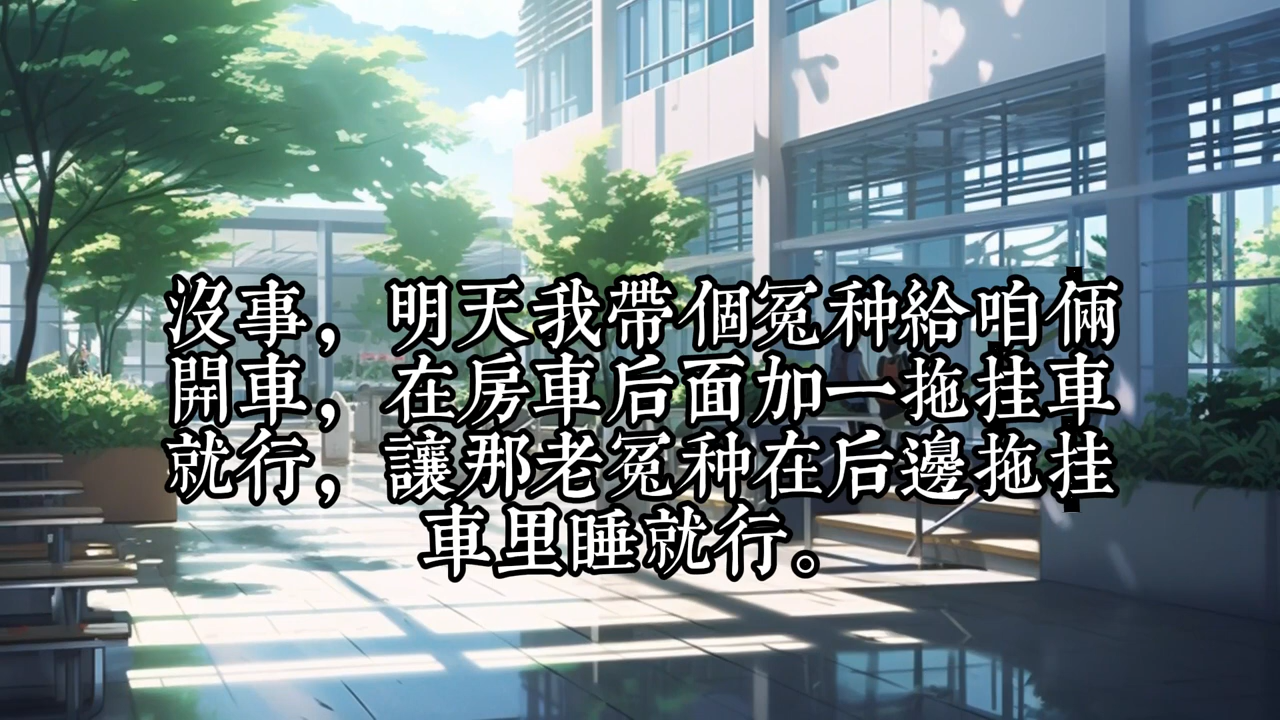 沒事，明天我帶個冤种給咱倆
開車，在房車后面加一拖挂車
就行，讓那老冤种在后邊拖挂
車里睡就行。